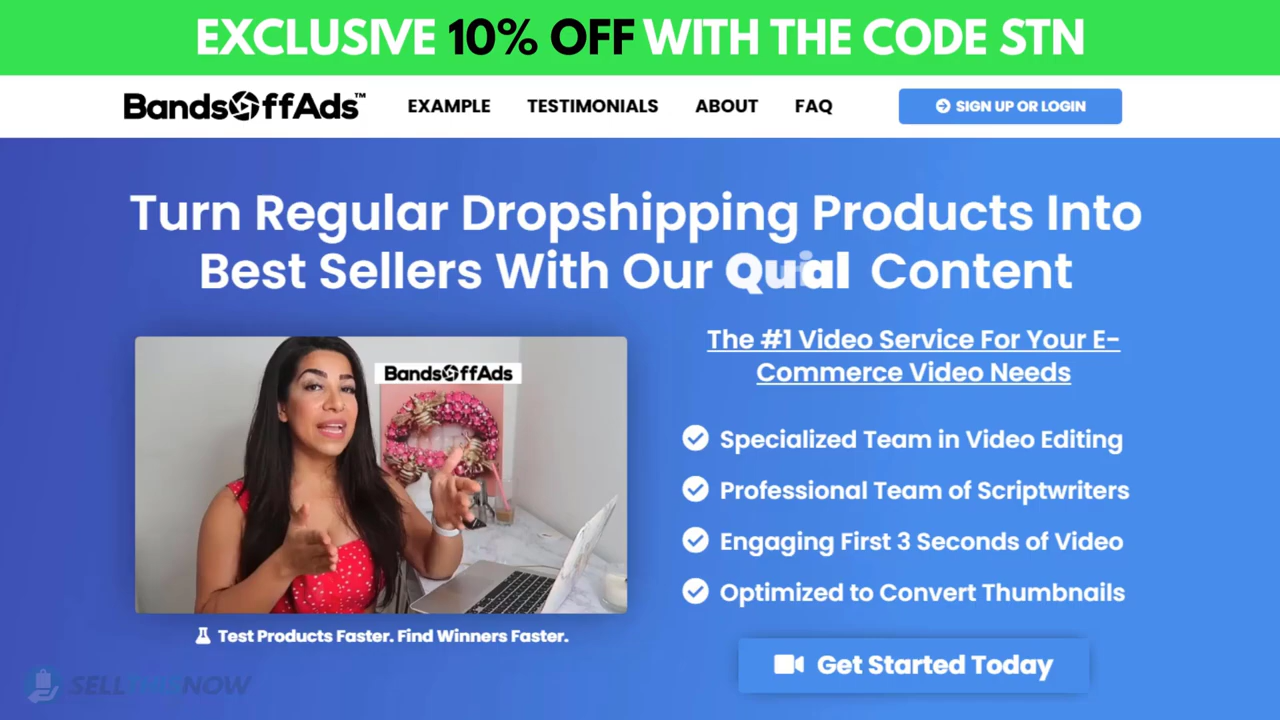 EXCLUSIVE 10% OFF WITH THE CODE STN
BandsOffAds™ EXAMPLE TESTIMONIALS ABOUT FAQ SIGN UP OR LOGIN
Turn Regular Dropshipping Products Into
Best Sellers With Our Content
The #1 Video Service For Your E-
Commerce Video Needs
BandsOffAds
Specialized Team in Video Editing
Professional Team of Scriptwriters
Engaging First 3 Seconds of Video
Optimized to Convert Thumbnails
Test Products Faster. Find Winners Faster.
Get Started Today
SELLTHISNOW